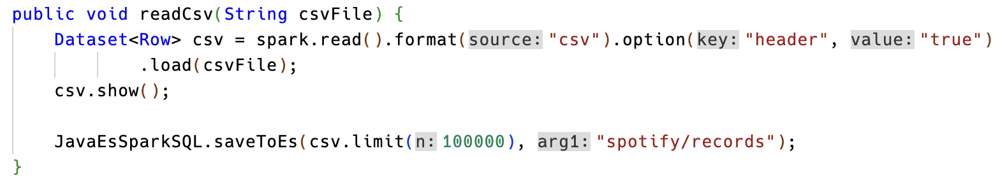 public void readCsv(String csvFile) {
Dataset<Row> csv = spark.read().format(source: "csv").option(key: "header", value: "true")
.load(csvFile);
csv.show();
JavaEsSparkSQL.saveToEs(csv.limit(n: 100000), arg1: "spotify/records");
}